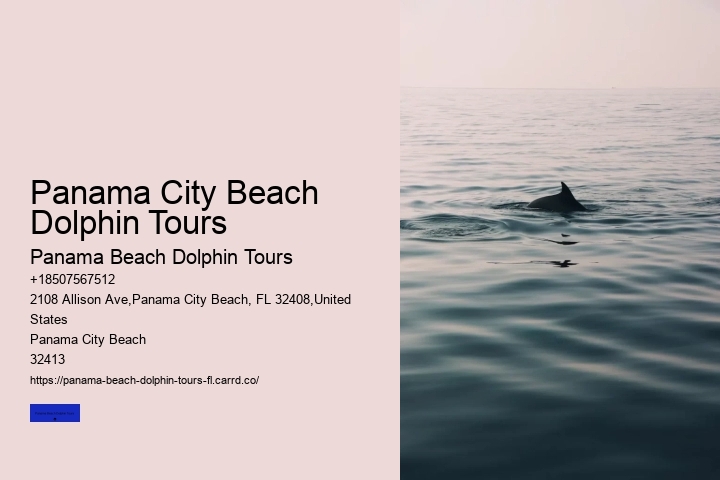 Panama City Beach
Dolphin Tours
Panama Beach Dolphin Tours
+18507567512
2108 Allison Ave,Panama City Beach, FL 32408,United
States
Panama City Beach
32413
https://panama-beach-dolphin-tours-fl.carrd.co/